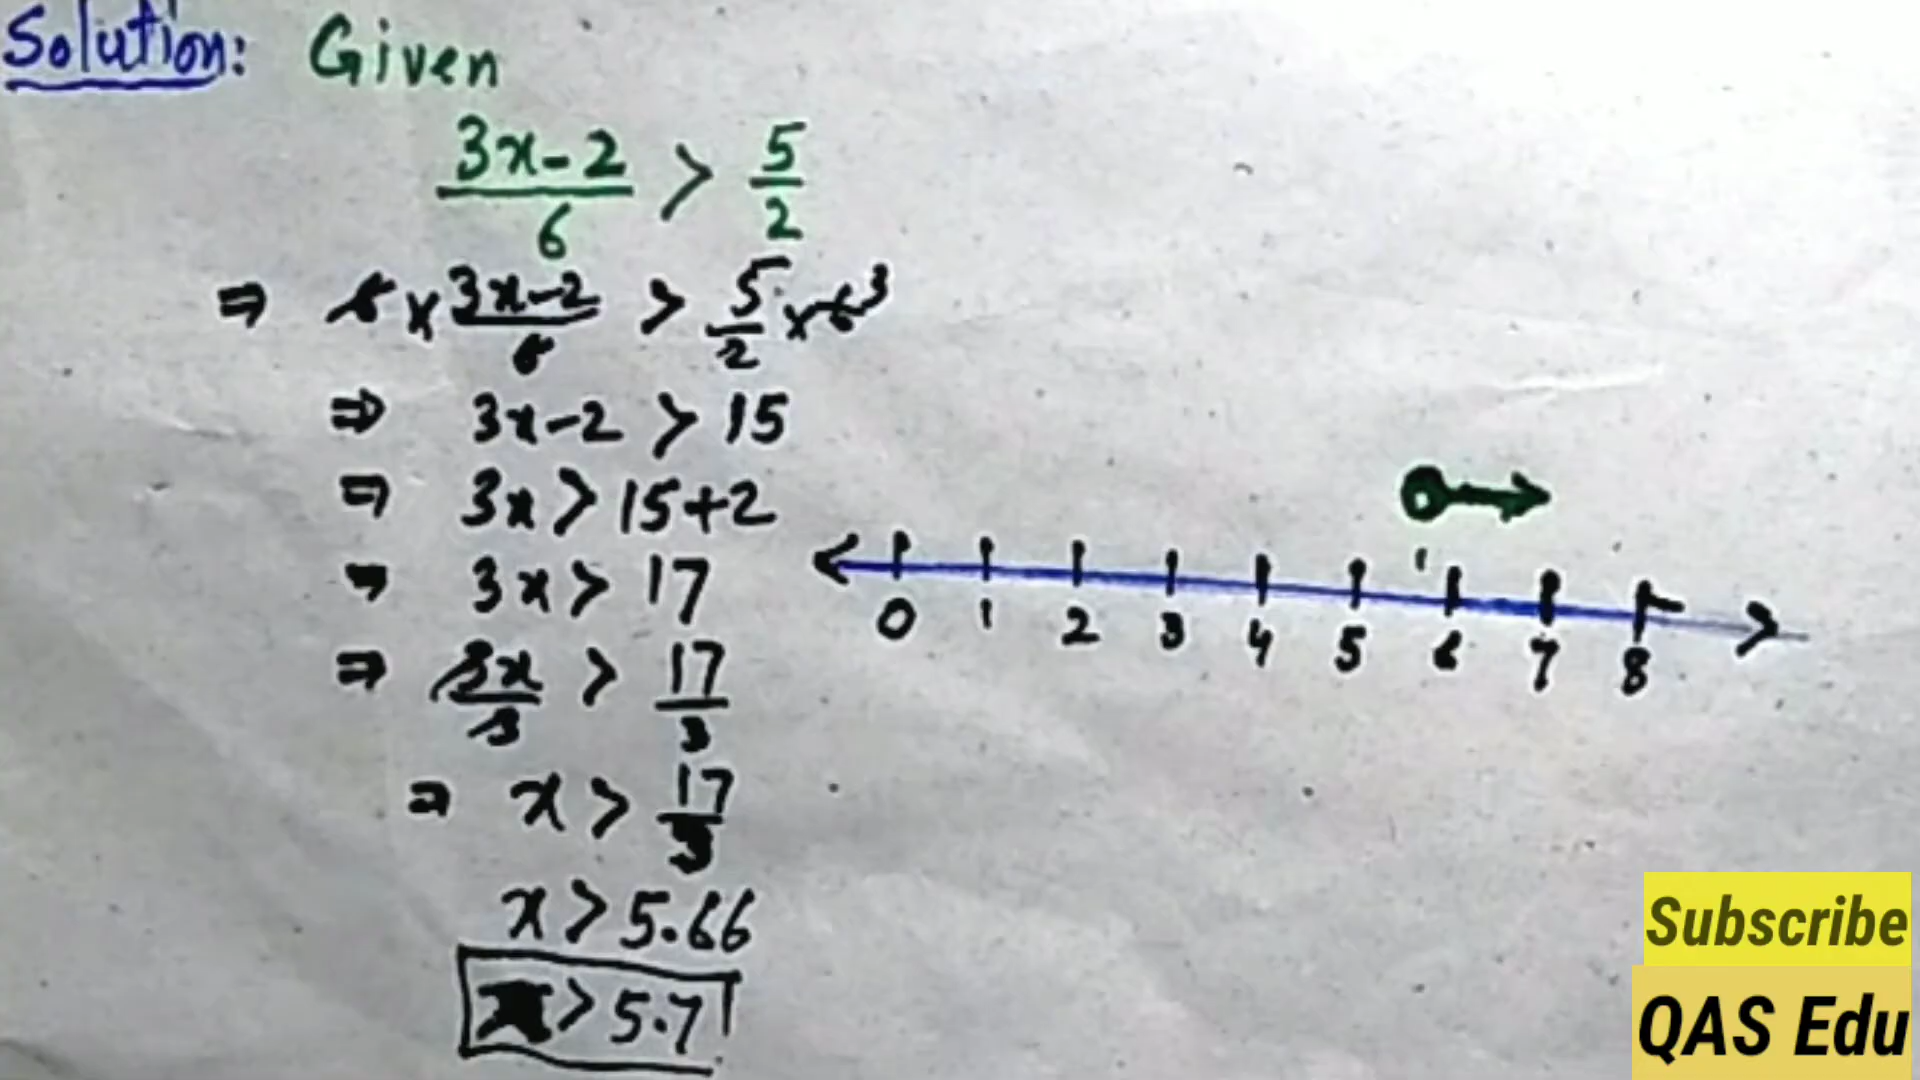 Solution: Given
3x-2/6 > 5/2
⇒ 6 x 3x-2/6 > 5/2 x 6 3
⇒ 3x-2 > 15
⇒ 3x > 15+2
⇒ 3x > 17
⇒ 3x/3 > 17/3
⇒ x > 17/3
x > 5.66
x > 5.7
0 1 2 3 4 5 6 7 8
Subscribe
QAS Edu